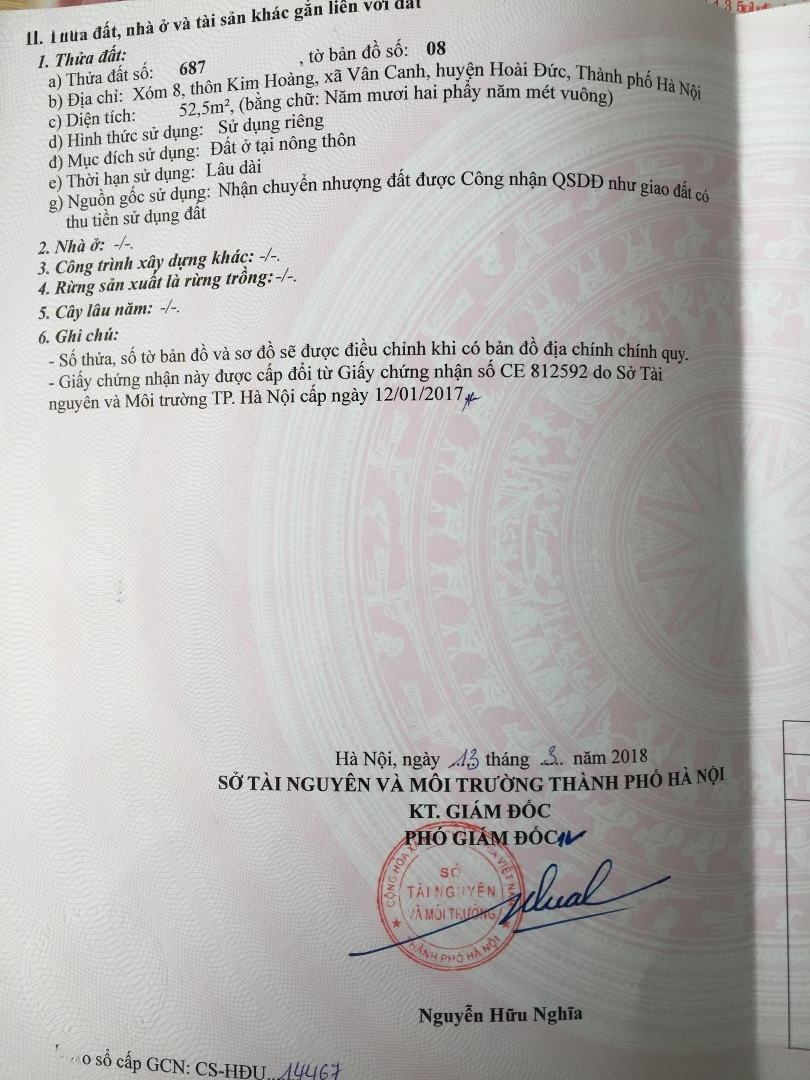 II. Thửa đất, nhà ở và tài sản khác gắn liền với đất
1. Thửa đất:
a) Thửa đất số: 687 , tờ bản đồ số: 08
b) Địa chỉ: Xóm 8, thôn Kim Hoàng, xã Vân Canh, huyện Hoài Đức, Thành phố Hà Nội
c) Diện tích: 52,5m², (bằng chữ: Năm mươi hai phẩy năm mét vuông)
d) Hình thức sử dụng: Sử dụng riêng
đ) Mục đích sử dụng: Đất ở tại nông thôn
e) Thời hạn sử dụng: Lâu dài
g) Nguồn gốc sử dụng: Nhận chuyển nhượng đất được Công nhận QSDĐ như giao đất có
thu tiền sử dụng đất
2. Nhà ở: -/-.
3. Công trình xây dựng khác: -/-.
4. Rừng sản xuất là rừng trồng: -/-.
5. Cây lâu năm: -/-.
6. Ghi chú:
- Số thửa, số tờ bản đồ và sơ đồ sẽ được điều chỉnh khi có bản đồ địa chính chính quy.
- Giấy chứng nhận này được cấp đổi từ Giấy chứng nhận số CE 812592 do Sở Tài
nguyên và Môi trường TP. Hà Nội cấp ngày 12/01/2017
Hà Nội, ngày 13 tháng 3 năm 2018
SỞ TÀI NGUYÊN VÀ MÔI TRƯỜNG THÀNH PHỐ HÀ NỘI
KT. GIÁM ĐỐC
PHÓ GIÁM ĐỐC
SỞ
TÀI NGUYÊN
VÀ MÔI TRƯỜNG
THÀNH PHỐ HÀ NỘI
Nguyễn Hữu Nghĩa
sổ cấp GCN: CS-HĐU 14467